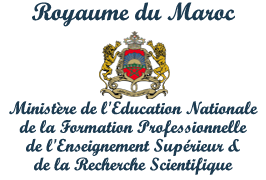 Royaume du Maroc
Ministère de l'Education Nationale
de la Formation Professionnelle
de l'Enseignement Supérieur &
de la Recherche Scientifique